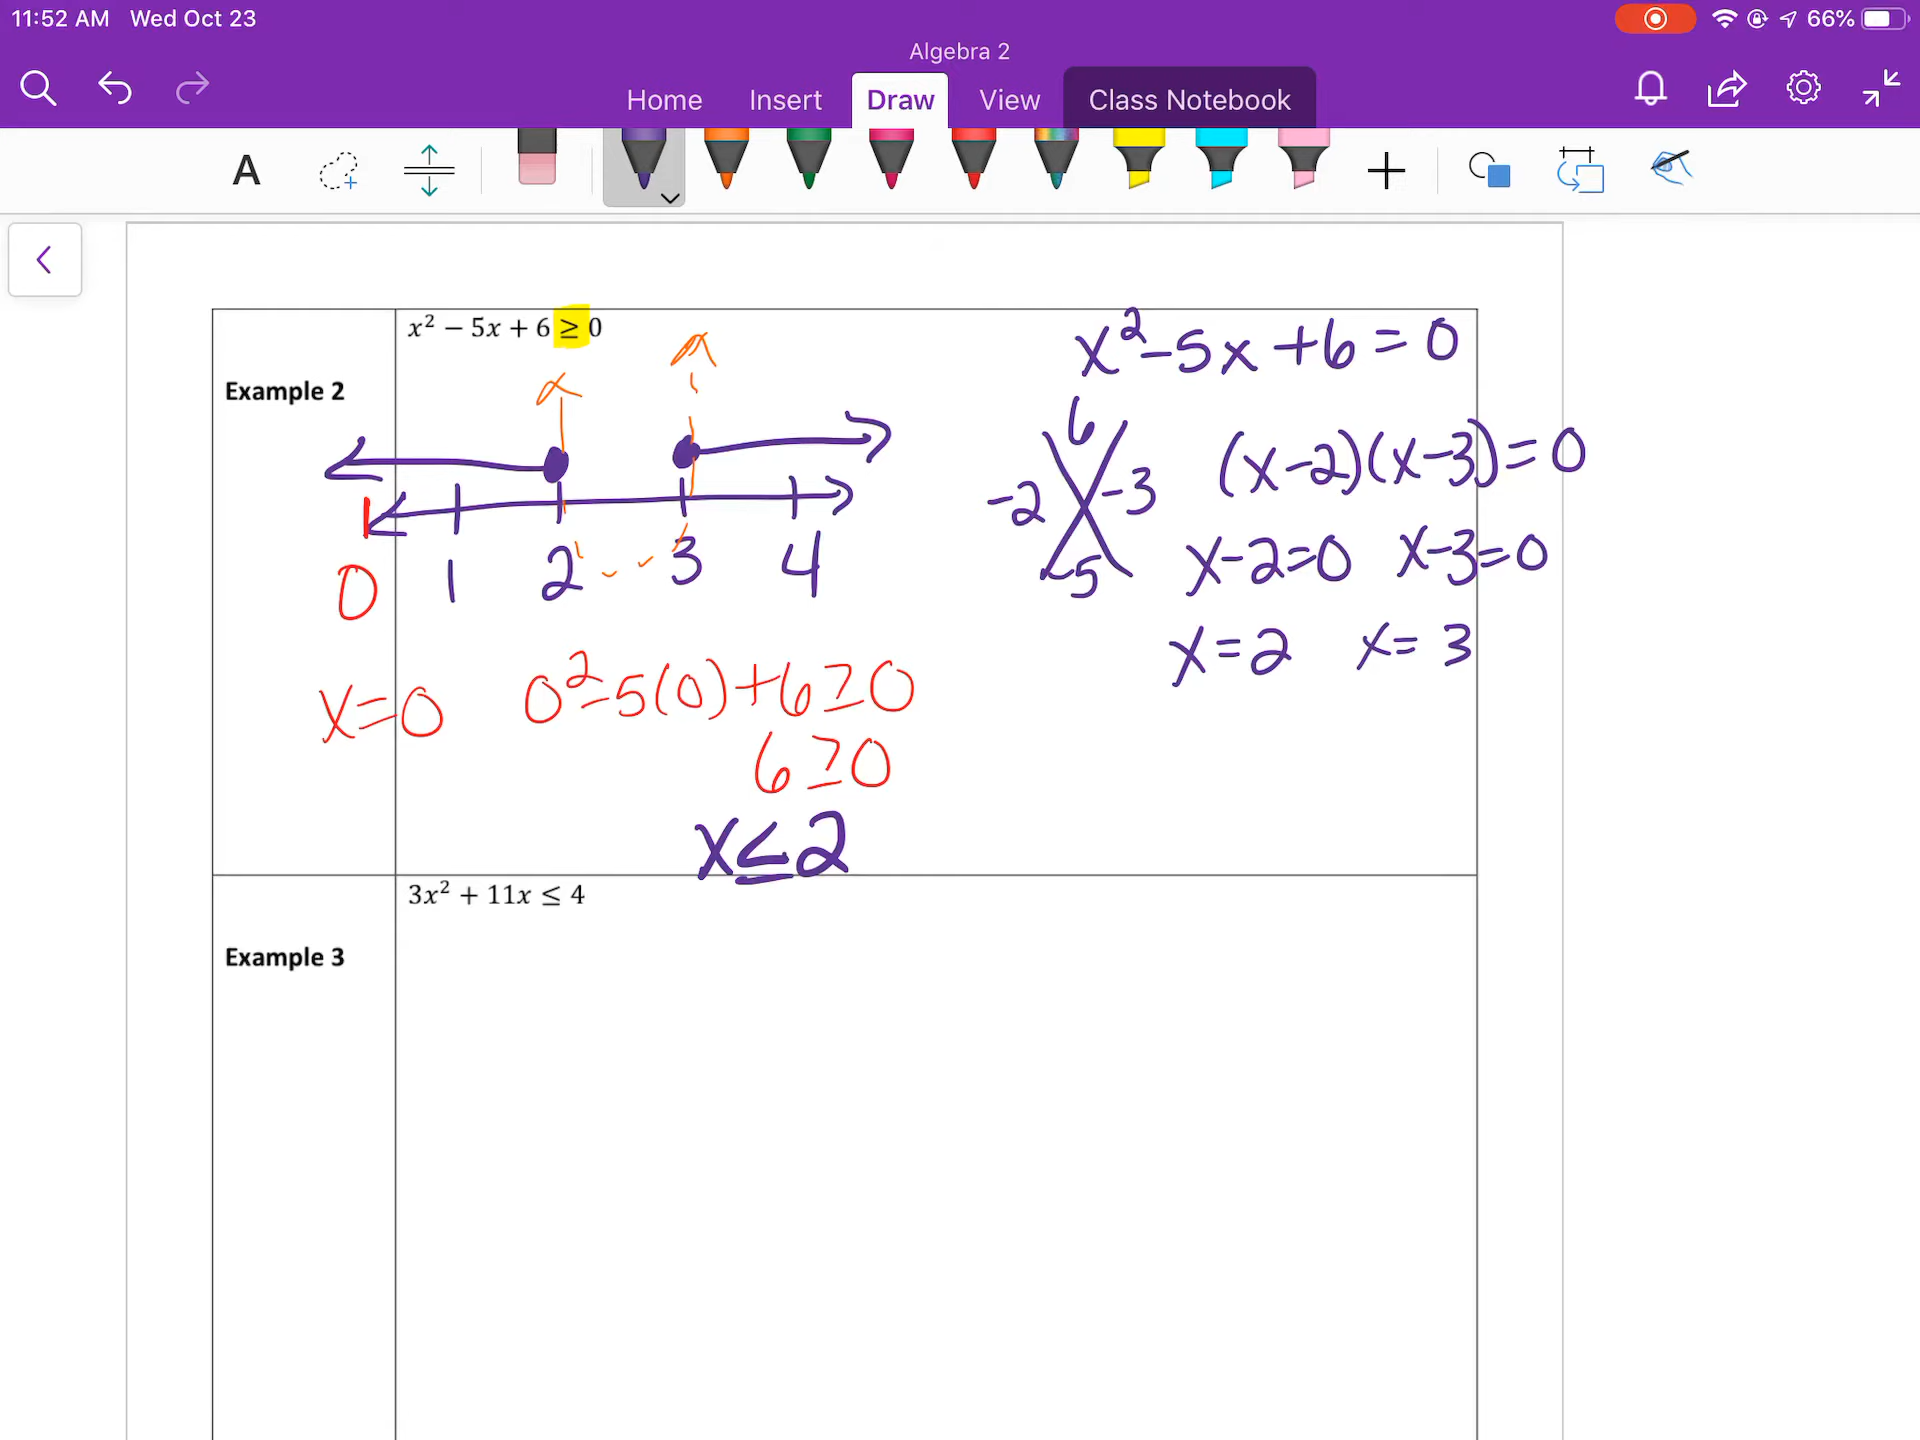 11:52 AM Wed Oct 23
66%
Algebra 2
Home Insert Draw View Class Notebook
A
x² − 5x + 6 ≥ 0
Example 2
0 1 2 3 4
x=0 0²-5(0)+6≥0
6≥0
x≤2
x²-5x+6=0
6
-2 -3
-5
(x-2)(x-3)=0
x-2=0 x-3=0
x=2 x=3
3x² + 11x ≤ 4
Example 3